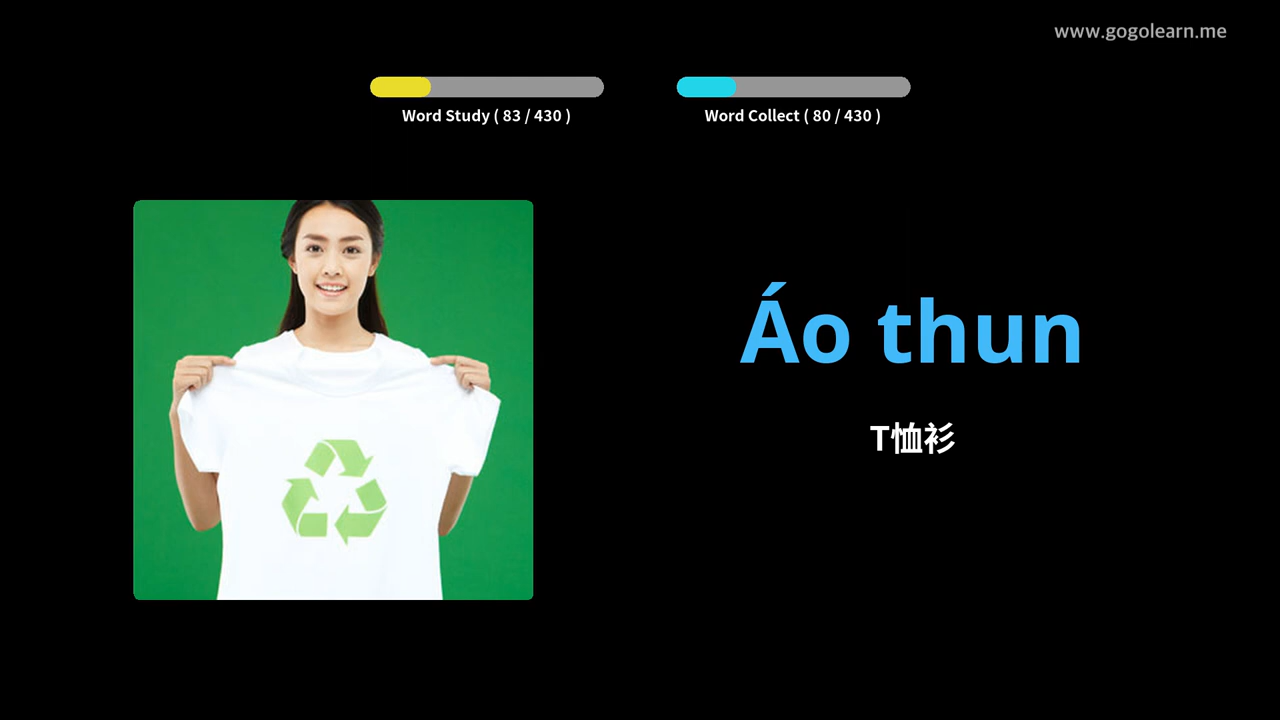 www.gogolearn.me
Word Study ( 83 / 430 )
Word Collect ( 80 / 430 )
Áo thun
T恤衫